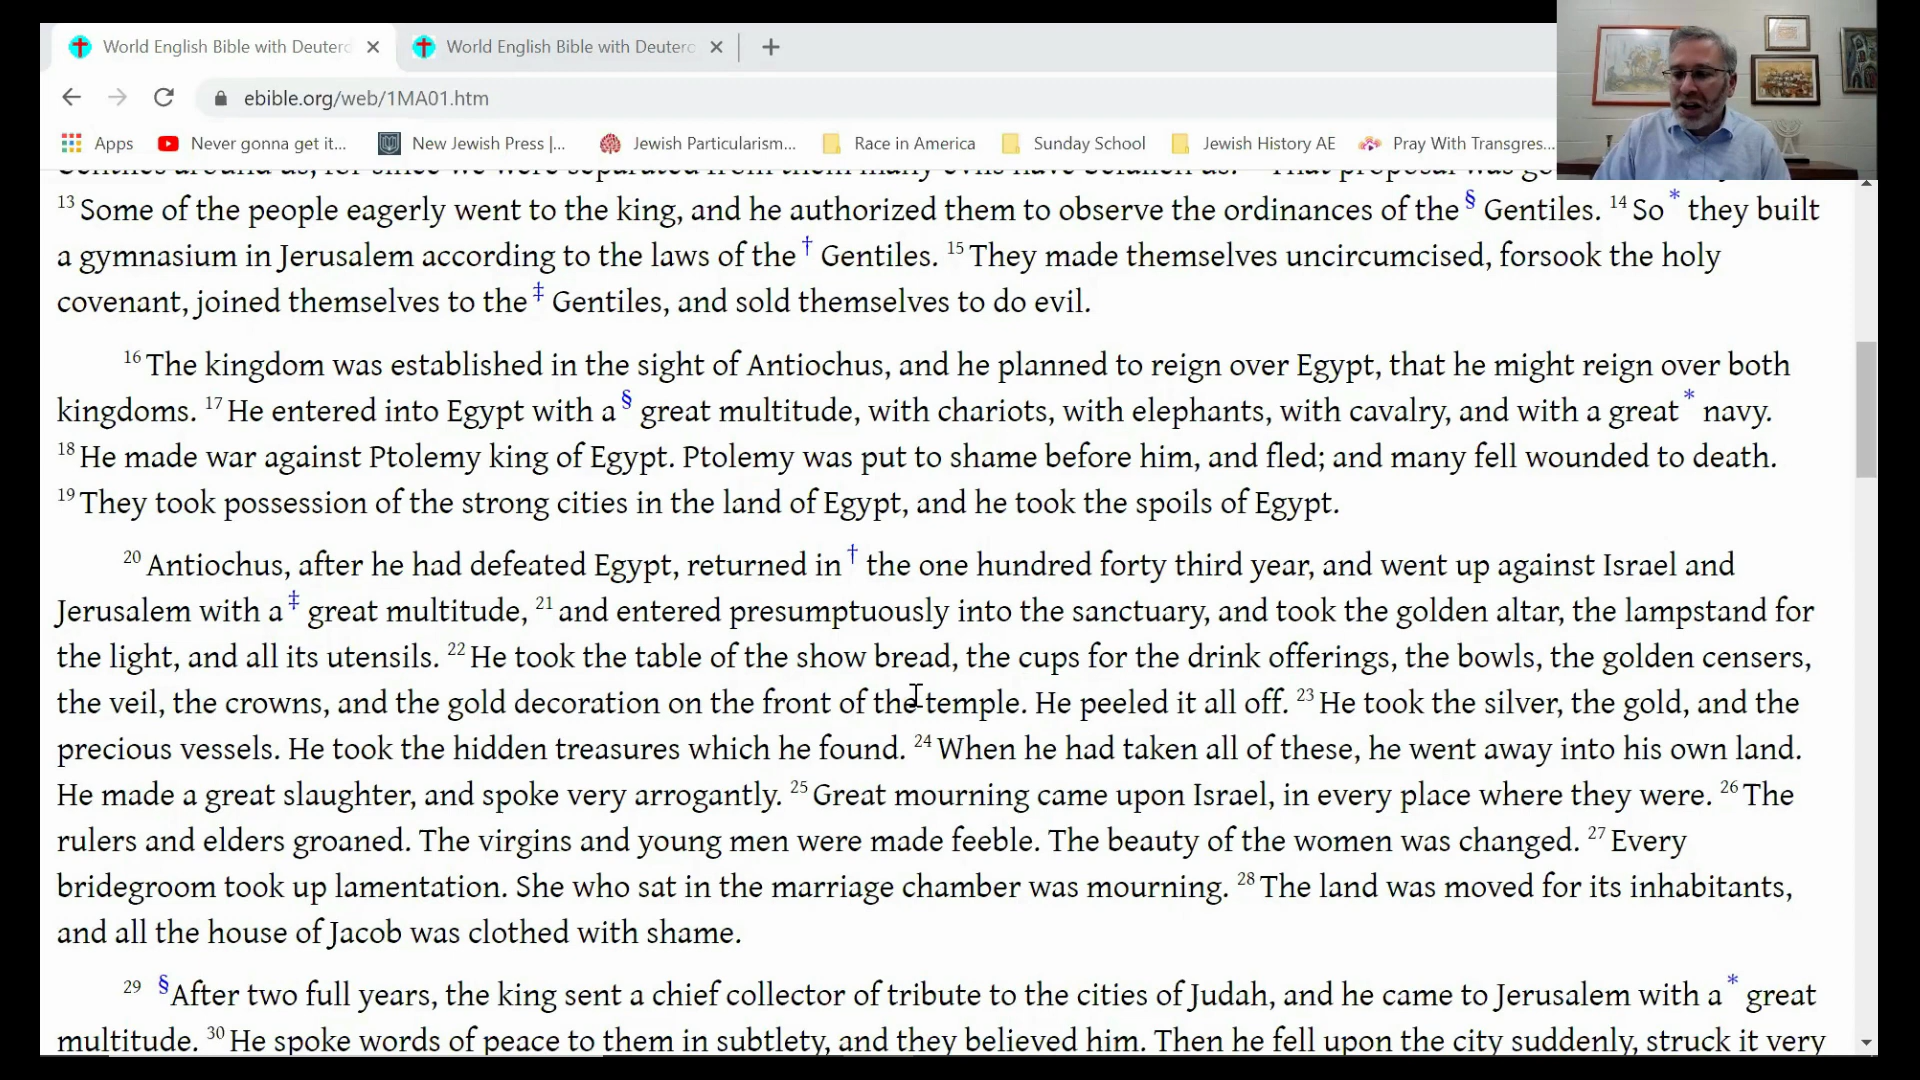 World English Bible with Deuterc
World English Bible with Deuterc
ebible.org/web/1MA01.htm
Apps
Never gonna get it...
New Jewish Press |...
Jewish Particularism...
Race in America
Sunday School
Jewish History AE
Pray With Transgres...
Gentiles around us, for since we were separated from them many evils have befallen us.
13 Some of the people eagerly went to the king, and he authorized them to observe the ordinances of the § Gentiles. 14 So * they built
a gymnasium in Jerusalem according to the laws of the † Gentiles. 15 They made themselves uncircumcised, forsook the holy
covenant, joined themselves to the ‡ Gentiles, and sold themselves to do evil.
16 The kingdom was established in the sight of Antiochus, and he planned to reign over Egypt, that he might reign over both
kingdoms. 17 He entered into Egypt with a § great multitude, with chariots, with elephants, with cavalry, and with a great * navy.
18 He made war against Ptolemy king of Egypt. Ptolemy was put to shame before him, and fled; and many fell wounded to death.
19 They took possession of the strong cities in the land of Egypt, and he took the spoils of Egypt.
20 Antiochus, after he had defeated Egypt, returned in † the one hundred forty third year, and went up against Israel and
Jerusalem with a ‡ great multitude, 21 and entered presumptuously into the sanctuary, and took the golden altar, the lampstand for
the light, and all its utensils. 22 He took the table of the show bread, the cups for the drink offerings, the bowls, the golden censers,
the veil, the crowns, and the gold decoration on the front of the temple. He peeled it all off. 23 He took the silver, the gold, and the
precious vessels. He took the hidden treasures which he found. 24 When he had taken all of these, he went away into his own land.
He made a great slaughter, and spoke very arrogantly. 25 Great mourning came upon Israel, in every place where they were. 26 The
rulers and elders groaned. The virgins and young men were made feeble. The beauty of the women was changed. 27 Every
bridegroom took up lamentation. She who sat in the marriage chamber was mourning. 28 The land was moved for its inhabitants,
and all the house of Jacob was clothed with shame.
29 § After two full years, the king sent a chief collector of tribute to the cities of Judah, and he came to Jerusalem with a * great
multitude. 30 He spoke words of peace to them in subtlety, and they believed him. Then he fell upon the city suddenly, struck it very